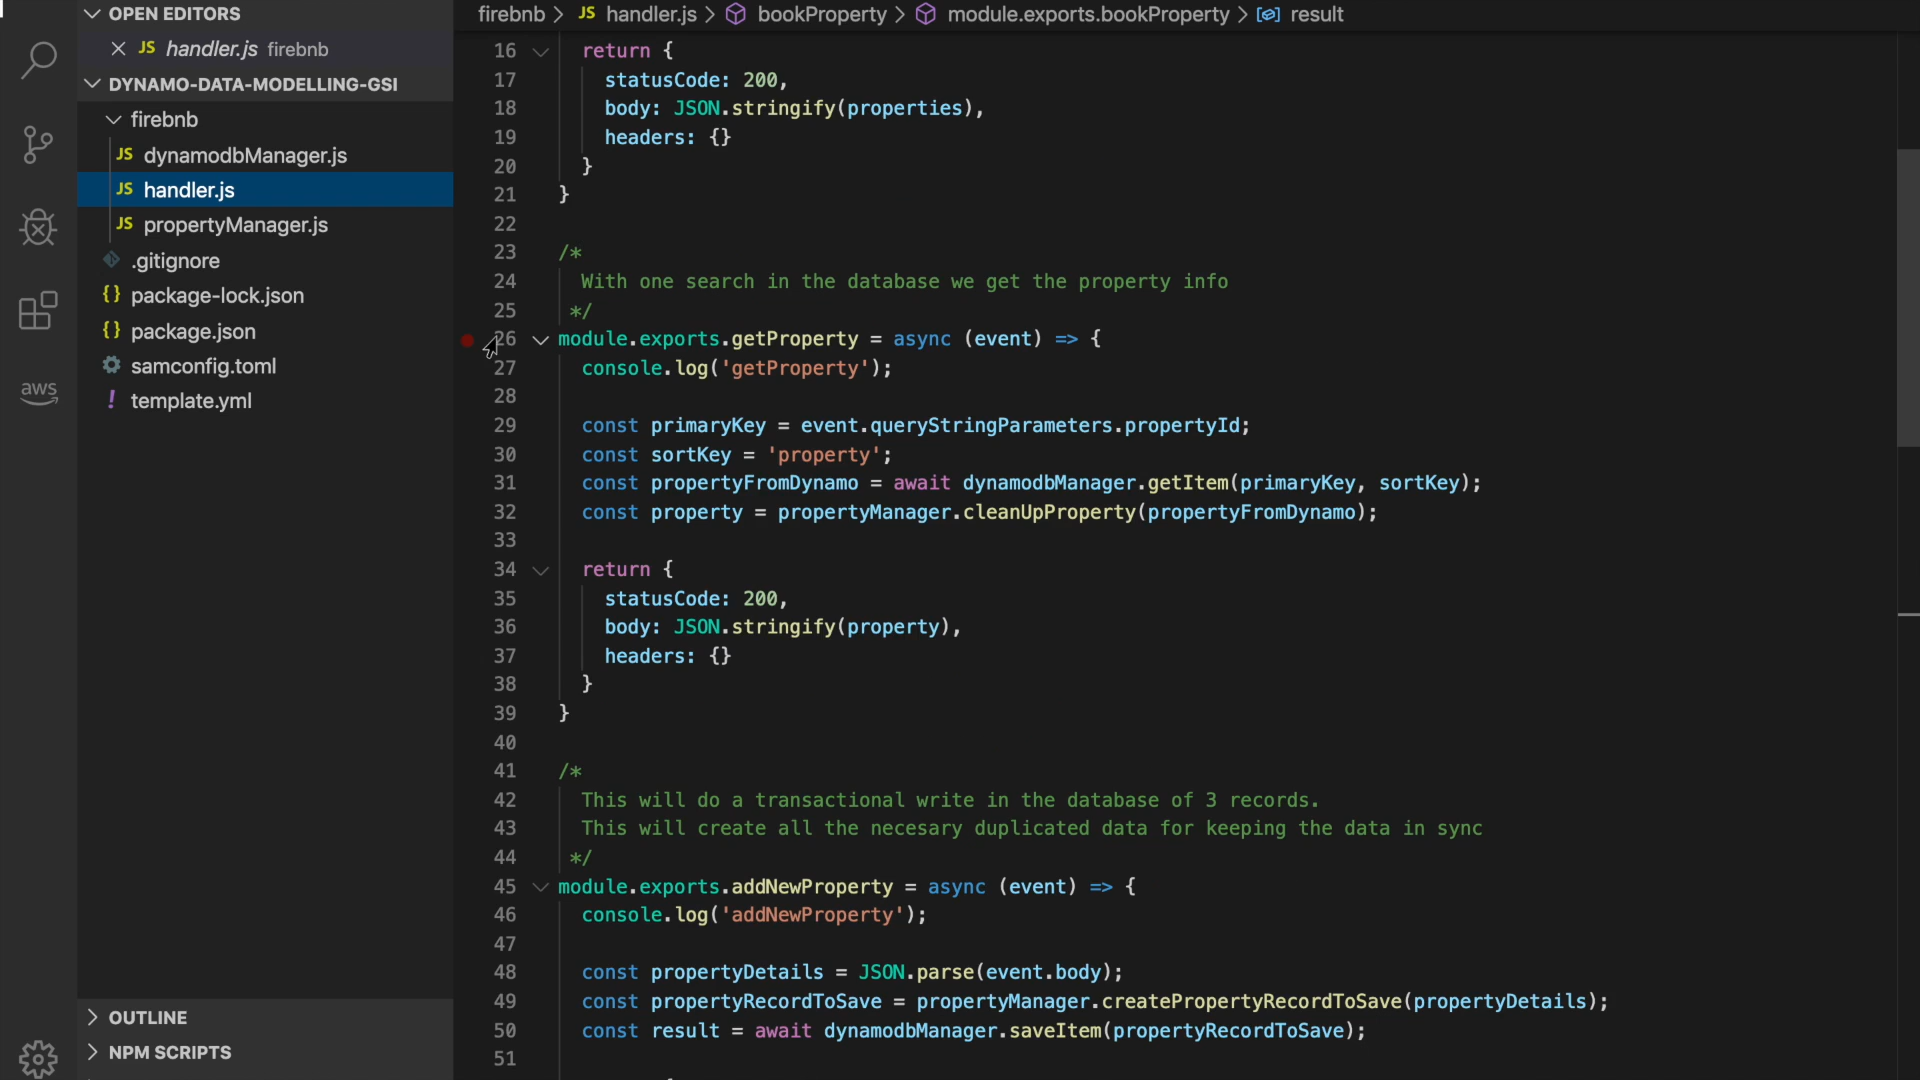 OPEN EDITORS
JS handler.js firebnb
DYNAMO-DATA-MODELLING-GSI
firebnb
JS dynamodbManager.js
JS handler.js
JS propertyManager.js
.gitignore
{} package-lock.json
{} package.json
samconfig.toml
! template.yml
aws
OUTLINE
NPM SCRIPTS
firebnb > JS handler.js > bookProperty > module.exports.bookProperty > result
16 return {
17 statusCode: 200,
18 body: JSON.stringify(properties),
19 headers: {}
20 }
21 }
22
23 /*
24 With one search in the database we get the property info
25 */
26 module.exports.getProperty = async (event) => {
27 console.log('getProperty');
28
29 const primaryKey = event.queryStringParameters.propertyId;
30 const sortKey = 'property';
31 const propertyFromDynamo = await dynamodbManager.getItem(primaryKey, sortKey);
32 const property = propertyManager.cleanUpProperty(propertyFromDynamo);
33
34 return {
35 statusCode: 200,
36 body: JSON.stringify(property),
37 headers: {}
38 }
39 }
40
41 /*
42 This will do a transactional write in the database of 3 records.
43 This will create all the necesary duplicated data for keeping the data in sync
44 */
45 module.exports.addNewProperty = async (event) => {
46 console.log('addNewProperty');
47
48 const propertyDetails = JSON.parse(event.body);
49 const propertyRecordToSave = propertyManager.createPropertyRecordToSave(propertyDetails);
50 const result = await dynamodbManager.saveItem(propertyRecordToSave);
51